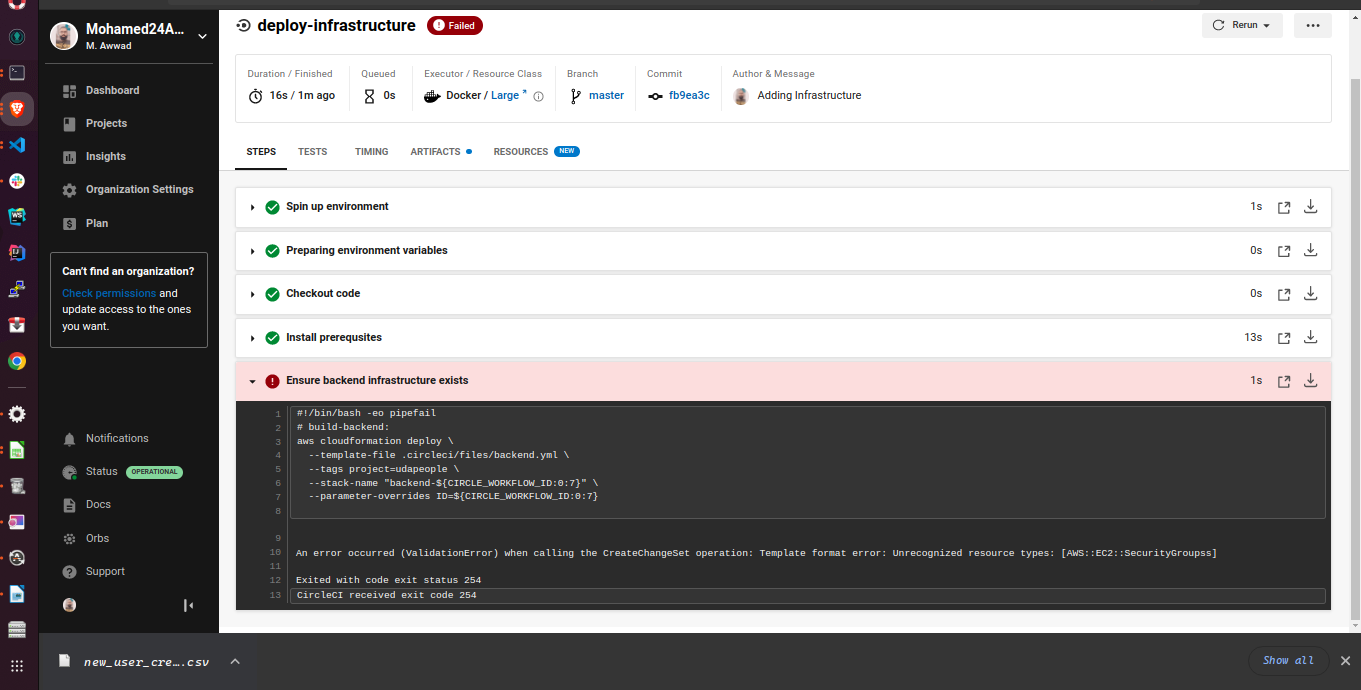 Mohamed24A...
M. Awwad
Dashboard
Projects
Insights
Organization Settings
Plan
Can't find an organization?
Check permissions and
update access to the ones
you want.
Notifications
Status OPERATIONAL
Docs
Orbs
Support
deploy-infrastructure Failed
Rerun
Duration / Finished
16s / 1m ago
Queued
0s
Executor / Resource Class
Docker / Large
Branch
master
Commit
fb9ea3c
Author & Message
Adding Infrastructure
STEPS TESTS TIMING ARTIFACTS RESOURCES NEW
Spin up environment 1s
Preparing environment variables 0s
Checkout code 0s
Install prerequsites 13s
Ensure backend infrastructure exists 1s
1 #!/bin/bash -eo pipefail
2 # build-backend:
3 aws cloudformation deploy \
4 --template-file .circleci/files/backend.yml \
5 --tags project=udapeople \
6 --stack-name "backend-${CIRCLE_WORKFLOW_ID:0:7}" \
7 --parameter-overrides ID=${CIRCLE_WORKFLOW_ID:0:7}
8
9
10 An error occurred (ValidationError) when calling the CreateChangeSet operation: Template format error: Unrecognized resource types: [AWS::EC2::SecurityGroupss]
11
12 Exited with code exit status 254
13 CircleCI received exit code 254
new_user_cre....csv
Show all